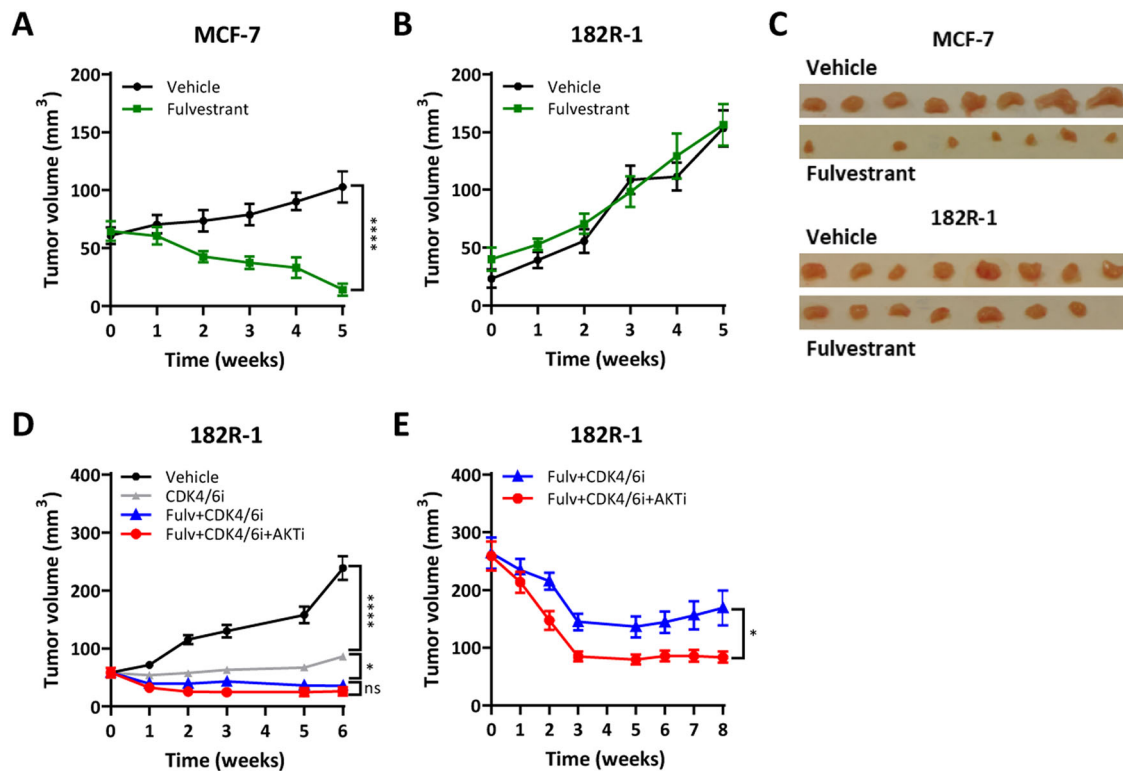 A
MCF-7
Vehicle
Fulvestrant
Tumor volume (mm3)
200
150
100
50
0
0 1 2 3 4 5
Time (weeks)
****
B
182R-1
Vehicle
Fulvestrant
Tumor volume (mm3)
200
150
100
50
0
0 1 2 3 4 5
Time (weeks)
C
MCF-7
Vehicle
Fulvestrant
182R-1
Vehicle
Fulvestrant
D
182R-1
Vehicle
CDK4/6i
Fulv+CDK4/6i
Fulv+CDK4/6i+AKTi
Tumor volume (mm3)
400
300
200
100
0
0 1 2 3 4 5 6
Time (weeks)
****
*
ns
E
182R-1
Fulv+CDK4/6i
Fulv+CDK4/6i+AKTi
Tumor volume (mm3)
400
300
200
100
0
0 1 2 3 4 5 6 7 8
Time (weeks)
*